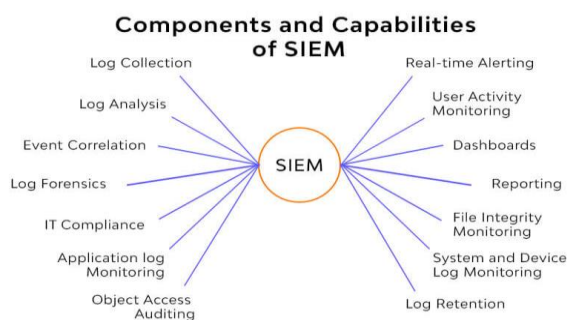 Components and Capabilities
of SIEM
Log Collection
Log Analysis
Event Correlation
Log Forensics
IT Compliance
Application log
Monitoring
Object Access
Auditing
SIEM
Real-time Alerting
User Activity
Monitoring
Dashboards
Reporting
File Integrity
Monitoring
System and Device
Log Monitoring
Log Retention